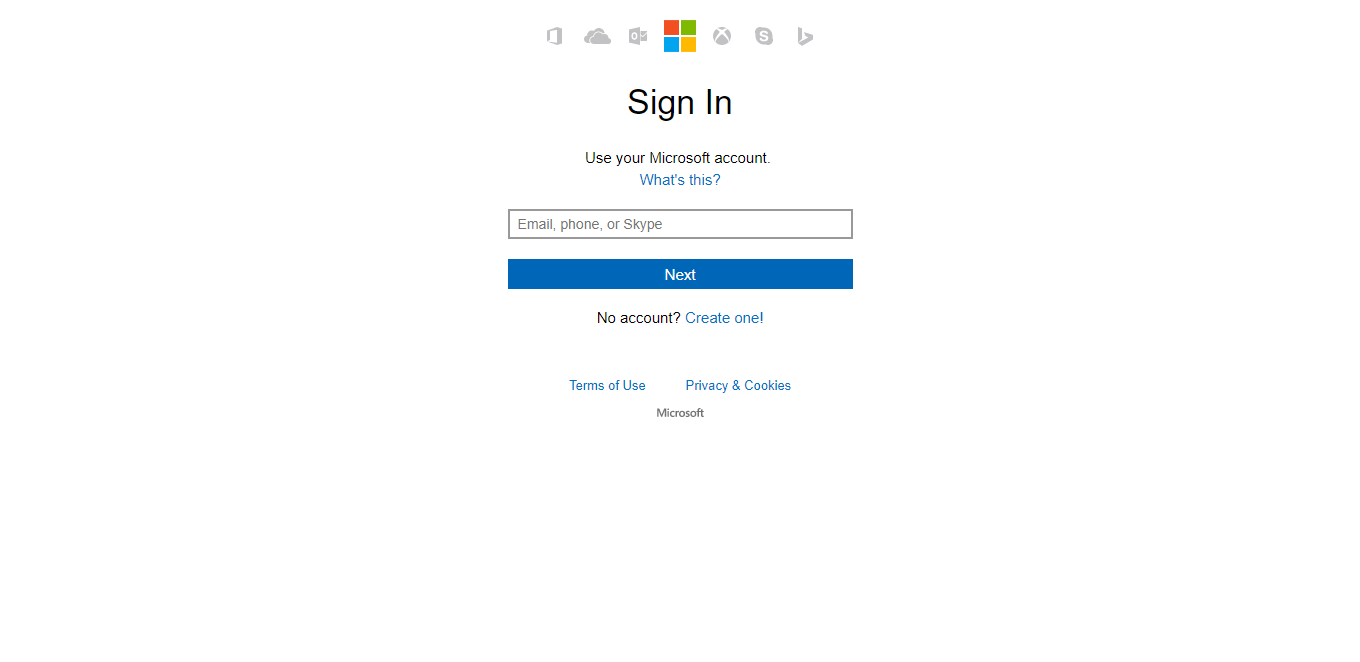 Sign In
Use your Microsoft account.
What's this?
Email, phone, or Skype
Next
No account? Create one!
Terms of Use Privacy & Cookies
Microsoft